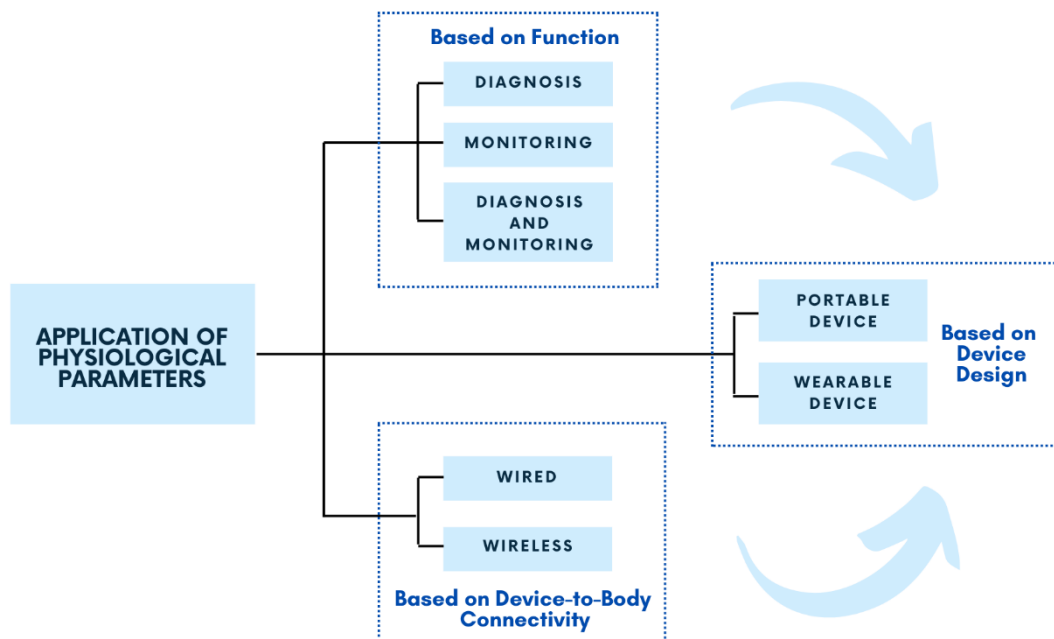 Based on Function
DIAGNOSIS
MONITORING
DIAGNOSIS
AND
MONITORING
APPLICATION OF
PHYSIOLOGICAL
PARAMETERS
PORTABLE
DEVICE
WEARABLE
DEVICE
Based on
Device
Design
WIRED
WIRELESS
Based on Device-to-Body
Connectivity